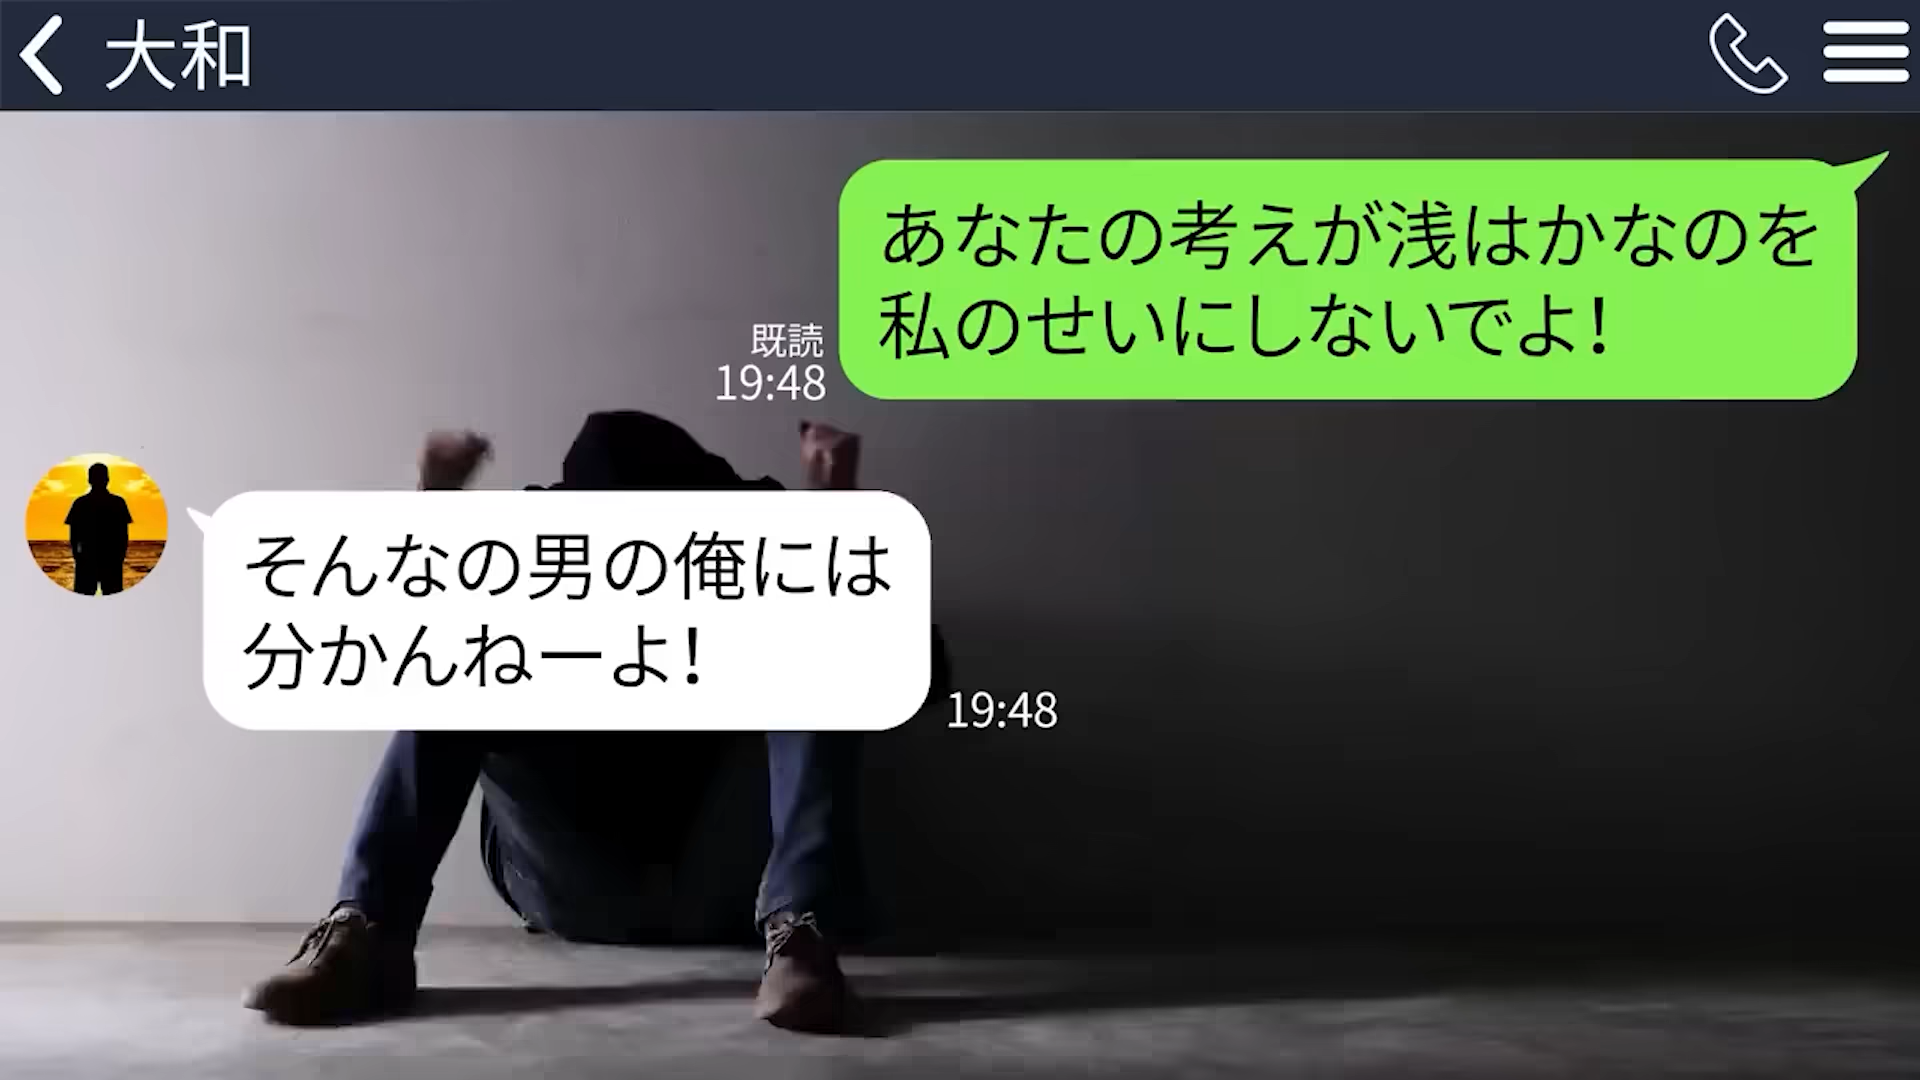 大和
あなたの考えが浅はかなのを
私のせいにしないでよ！
既読
19:48
そんなの男の俺には
分かんねーよ！
19:48